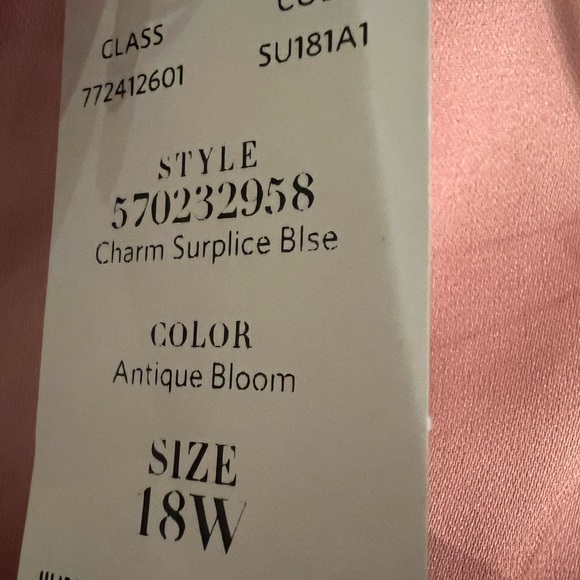 CLASS
772412601
SU181A1
STYLE
570232958
Charm Surplice Blse
COLOR
Antique Bloom
SIZE
18W